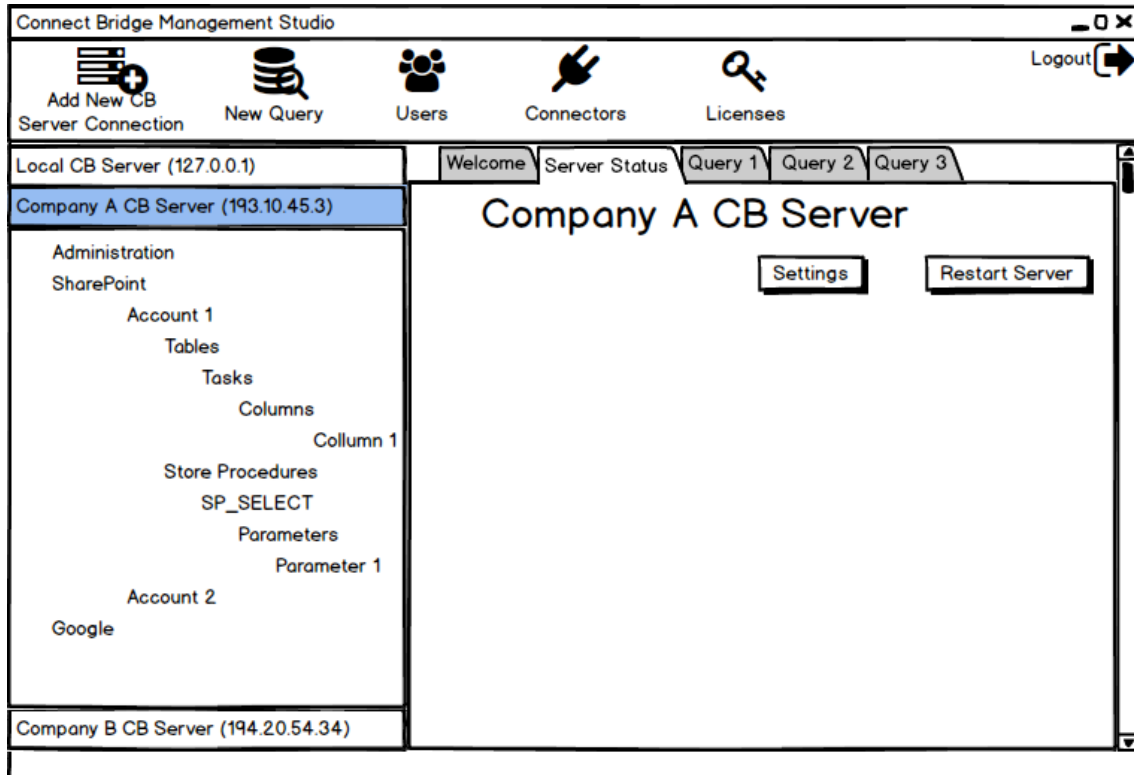 Connect Bridge Management Studio
Add New CB
Server Connection
New Query
Users
Connectors
Licenses
Logout
Local CB Server (127.0.0.1)
Company A CB Server (193.10.45.3)
Administration
SharePoint
Account 1
Tables
Tasks
Columns
Collumn 1
Store Procedures
SP_SELECT
Parameters
Parameter 1
Account 2
Google
Company B CB Server (194.20.54.34)
Welcome
Server Status
Query 1
Query 2
Query 3
Company A CB Server
Settings
Restart Server